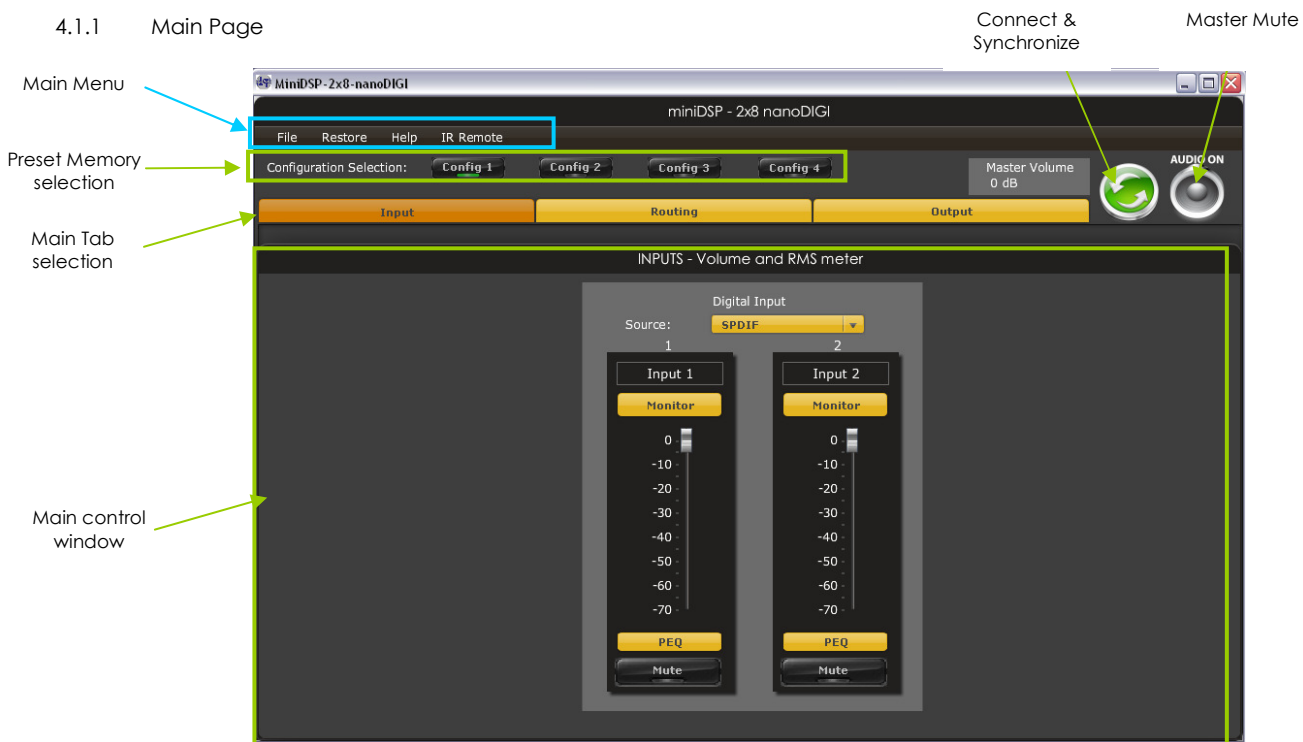 4.1.1 Main Page
Connect &
Synchronize
Master Mute
Main Menu
MiniDSP-2x8-nanoDIGI
miniDSP - 2x8 nanoDIGI
File Restore Help IR Remote
Preset Memory
selection
Configuration Selection: Config 1 Config 2 Config 3 Config 4
Master Volume
0 dB
AUDIO ON
Main Tab
selection
Input Routing Output
INPUTS - Volume and RMS meter
Digital Input
Source: SPDIF
1 2
Input 1 Input 2
Monitor Monitor
0 0
-10 -10
-20 -20
-30 -30
-40 -40
-50 -50
-60 -60
-70 -70
Main control
window
PEQ PEQ
Mute Mute